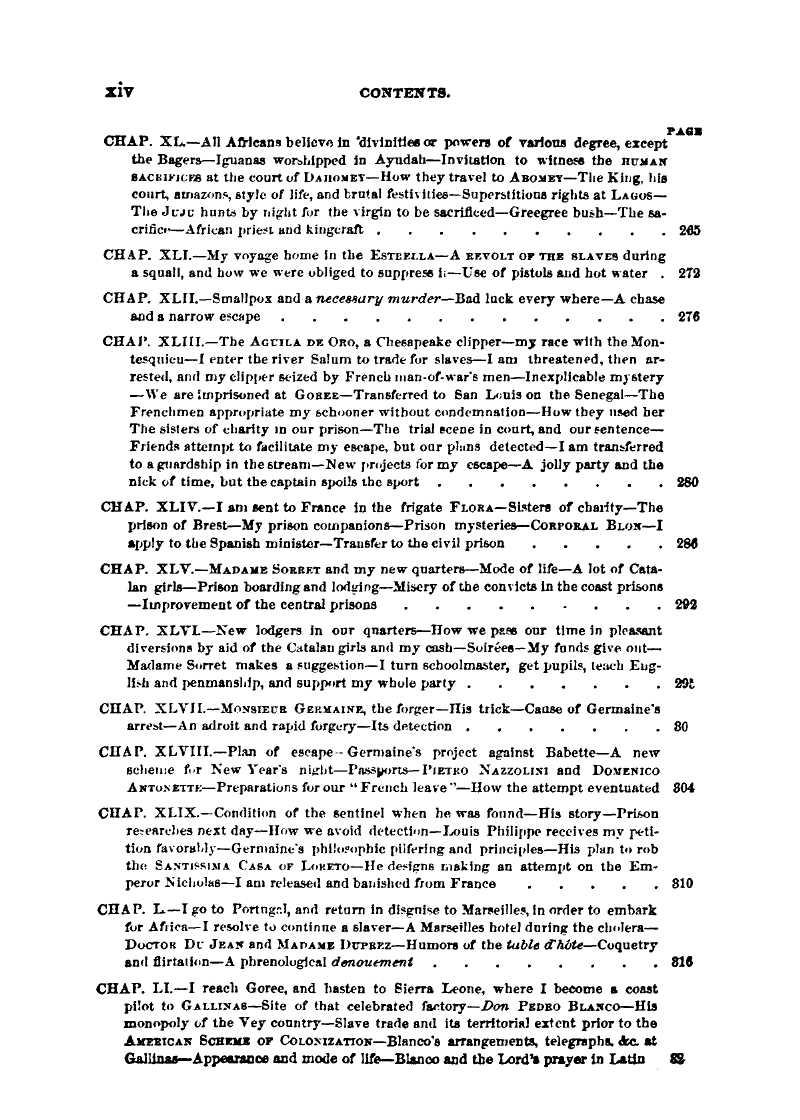 xiv CONTENTS.
PAGE
CHAP. XL.—All Africans believe in divinities or powers of various degree, except
the Bagers—Iguanas worshipped in Ayudah—Invitation to witness the HUMAN
SACRIFICES at the court of DAHOMEY—How they travel to ABOMEY—The King, his
court, amazons, style of life, and brutal festivities—Superstitious rights at LAGOS—
The JUJU hunts by night for the virgin to be sacrificed—Greegree bush—The sa-
crifice—African priest and kingcraft . . . . . . . . . . 265
CHAP. XLI.—My voyage home in the ESTRELLA—A REVOLT OF THE SLAVES during
a squall, and how we were obliged to suppress it—Use of pistols and hot water . 272
CHAP. XLII.—Smallpox and a necessary murder—Bad luck every where—A chase
and a narrow escape . . . . . . . . . . . . . 276
CHAP. XLIII.—The AGUILA DE ORO, a Chesapeake clipper—my race with the Mon-
tesquieu—I enter the river Salum to trade for slaves—I am threatened, then ar-
rested, and my clipper seized by French man-of-war's men—Inexplicable mystery
—We are imprisoned at GOREE—Transferred to San Louis on the Senegal—The
Frenchmen appropriate my schooner without condemnation—How they used her
The sisters of charity in our prison—The trial scene in court, and our sentence—
Friends attempt to facilitate my escape, but our plans detected—I am transferred
to a guardship in the stream—New projects for my escape—A jolly party and the
nick of time, but the captain spoils the sport . . . . . . . . 280
CHAP. XLIV.—I am sent to France in the frigate FLORA—Sisters of charity—The
prison of Brest—My prison companions—Prison mysteries—CORPORAL BLON—I
apply to the Spanish minister—Transfer to the civil prison . . . . . 286
CHAP. XLV.—MADAME SORRET and my new quarters—Mode of life—A lot of Cata-
lan girls—Prison boarding and lodging—Misery of the convicts in the coast prisons
—Improvement of the central prisons . . . . . . . . . 292
CHAP. XLVI.—New lodgers in our quarters—How we pass our time in pleasant
diversions by aid of the Catalan girls and my cash—Soirées—My funds give out—
Madame Sorret makes a suggestion—I turn schoolmaster, get pupils, teach Eng-
lish and penmanship, and support my whole party . . . . . . .
CHAP. XLVII.—MONSIEUR GERMAINE, the forger—His trick—Cause of Germaine's
arrest—An adroit and rapid forgery—Its detection . . . . . . . 30
CHAP. XLVIII.—Plan of escape—Germaine's project against Babette—A new
scheme for New Year's night—Passports—PIETRO NAZZOLINI and DOMENICO
ANTONETTE—Preparations for our "French leave"—How the attempt eventuated 304
CHAP. XLIX.—Condition of the sentinel when he was found—His story—Prison
researches next day—How we avoid detection—Louis Philippe receives my peti-
tion favorably—Germaine's philosophic pilfering and principles—His plan to rob
the SANTISSIMA CASA OF LORETO—He designs making an attempt on the Em-
peror Nicholas—I am released and banished from France . . . . . 310
CHAP. L.—I go to Portugal, and return in disguise to Marseilles, in order to embark
for Africa—I resolve to continue a slaver—A Marseilles hotel during the cholera—
DOCTOR DU JEAN and MADAME DUPREZ—Humors of the table d'hôte—Coquetry
and flirtation—A phrenological denouement . . . . . . . . 316
CHAP. LI.—I reach Goree, and hasten to Sierra Leone, where I become a coast
pilot to GALLINAS—Site of that celebrated factory—Don PEDRO BLANCO—His
monopoly of the Vey country—Slave trade and its territorial extent prior to the
AMERICAN SCHEME OF COLONIZATION—Blanco's arrangements, telegraphs, &c. at
Gallinas—Appearance and mode of life—Blanco and the Lord's prayer in Latin